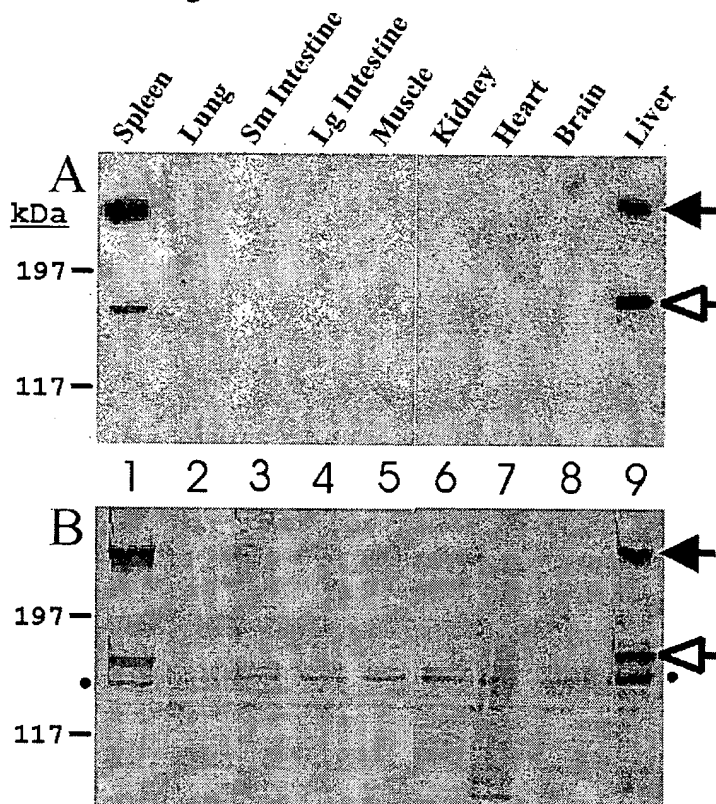 Spleen Lung Sm Intestine Lg Intestine Muscle Kidney Heart Brain Liver
A
kDa
197
117
1 2 3 4 5 6 7 8 9
B
197
117